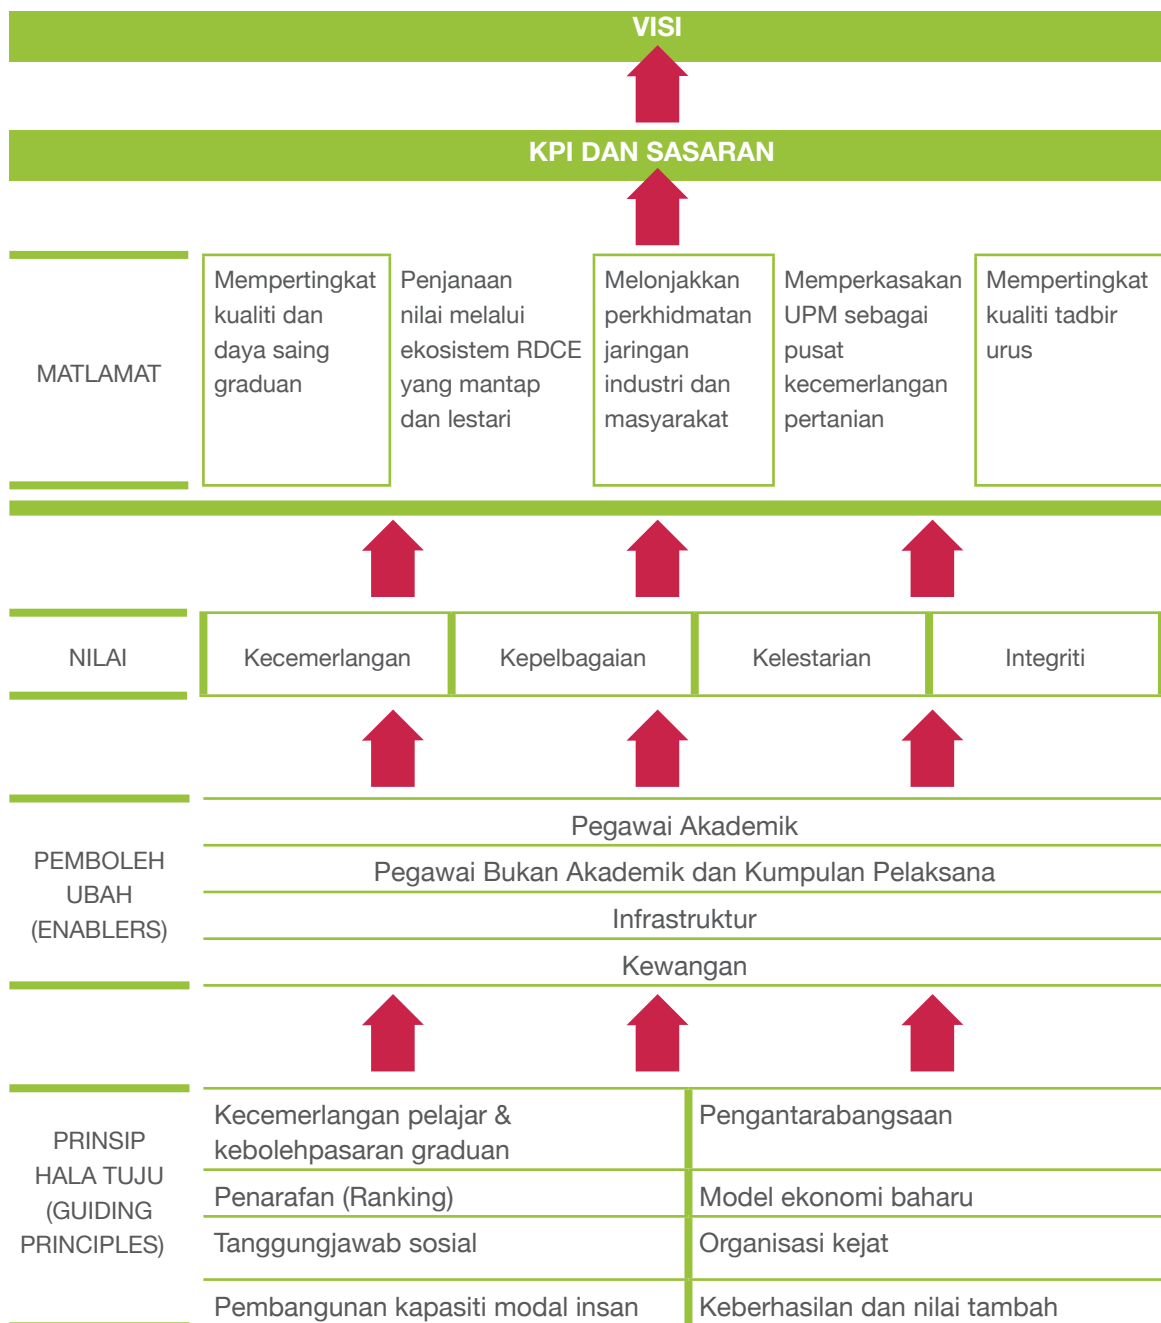 VISI
KPI DAN SASARAN
MATLAMAT
Mempertingkat
kualiti dan
daya saing
graduan
Penjanaan
nilai melalui
ekosistem RDCE
yang mantap
dan lestari
Melonjakkan
perkhidmatan
jaringan
industri dan
masyarakat
Memperkasakan
UPM sebagai
pusat
kecemerlangan
pertanian
Mempertingkat
kualiti tadbir
urus
NILAI
Kecemerlangan
Kepelbagaian
Kelestarian
Integriti
PEMBOLEH
UBAH
(ENABLERS)
Pegawai Akademik
Pegawai Bukan Akademik dan Kumpulan Pelaksana
Infrastruktur
Kewangan
PRINSIP
HALA TUJU
(GUIDING
PRINCIPLES)
Kecemerlangan pelajar &
kebolehpasaran graduan
Pengantarabangsaan
Penarafan (Ranking)
Model ekonomi baharu
Tanggungjawab sosial
Organisasi kejat
Pembangunan kapasiti modal insan
Keberhasilan dan nilai tambah